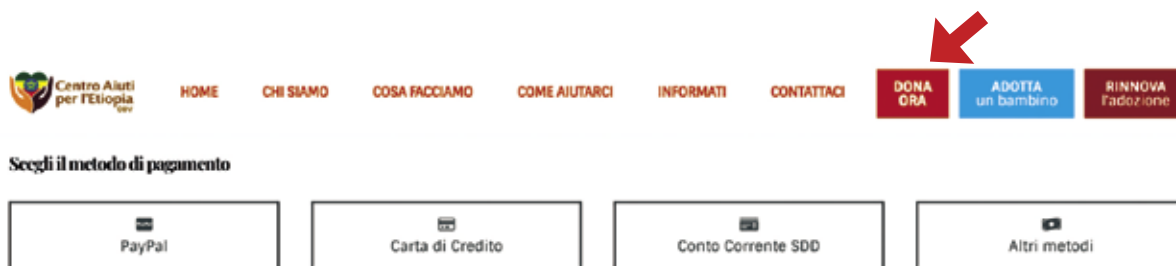 Centro Aiuti
per l'Etiopia
ODV
HOME
CHI SIAMO
COSA FACCIAMO
COME AIUTARCI
INFORMATI
CONTATTACI
DONA
ORA
ADOTTA
un bambino
RINNOVA
l'adozione
Scegli il metodo di pagamento
PayPal
Carta di Credito
Conto Corrente SDD
Altri metodi